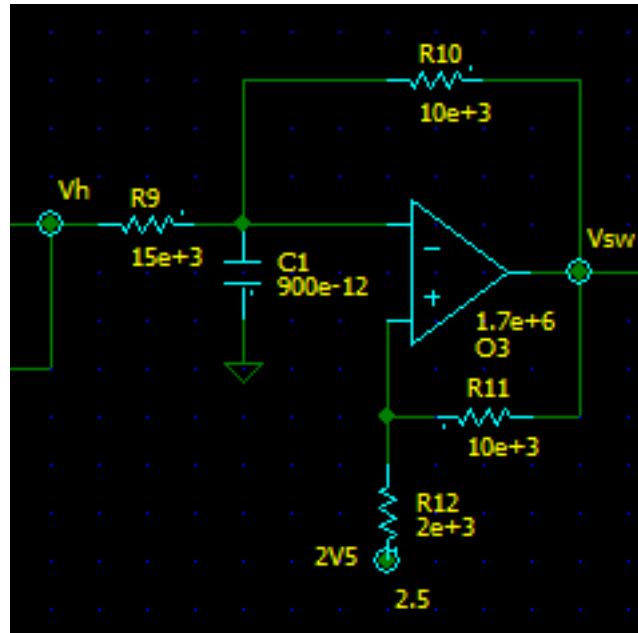 R10
10e+3
Vh
R9
15e+3
C1
900e-12
−
+
Vsw
1.7e+6
O3
R11
10e+3
R12
2e+3
2V5
2.5